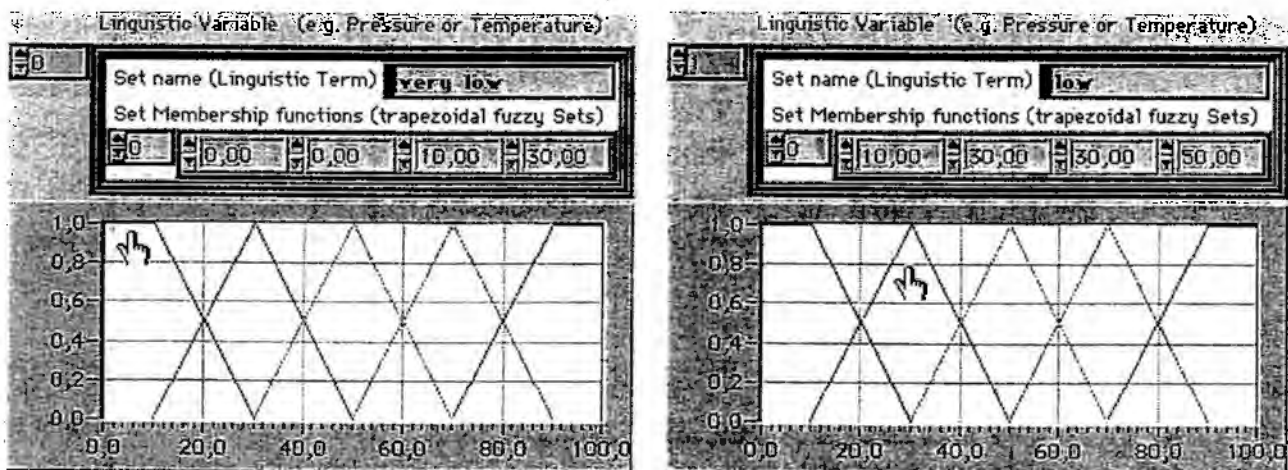 Linguistic Variable (e.g. Pressure or Temperature)
0
Set name (Linguistic Term) very low
Set Membership functions (trapezoidal fuzzy Sets)
0 0,00 0,00 10,00 30,00
1,0
0,8
0,6
0,4
0,2
0,0
0,0 20,0 40,0 60,0 80,0 100,0
Linguistic Variable (e.g. Pressure or Temperature)
Set name (Linguistic Term) low
Set Membership functions (trapezoidal fuzzy Sets)
0 10,00 30,00 30,00 50,00
1,0
0,8
0,6
0,4
0,2
0,0
0,0 20,0 40,0 60,0 80,0 100,0